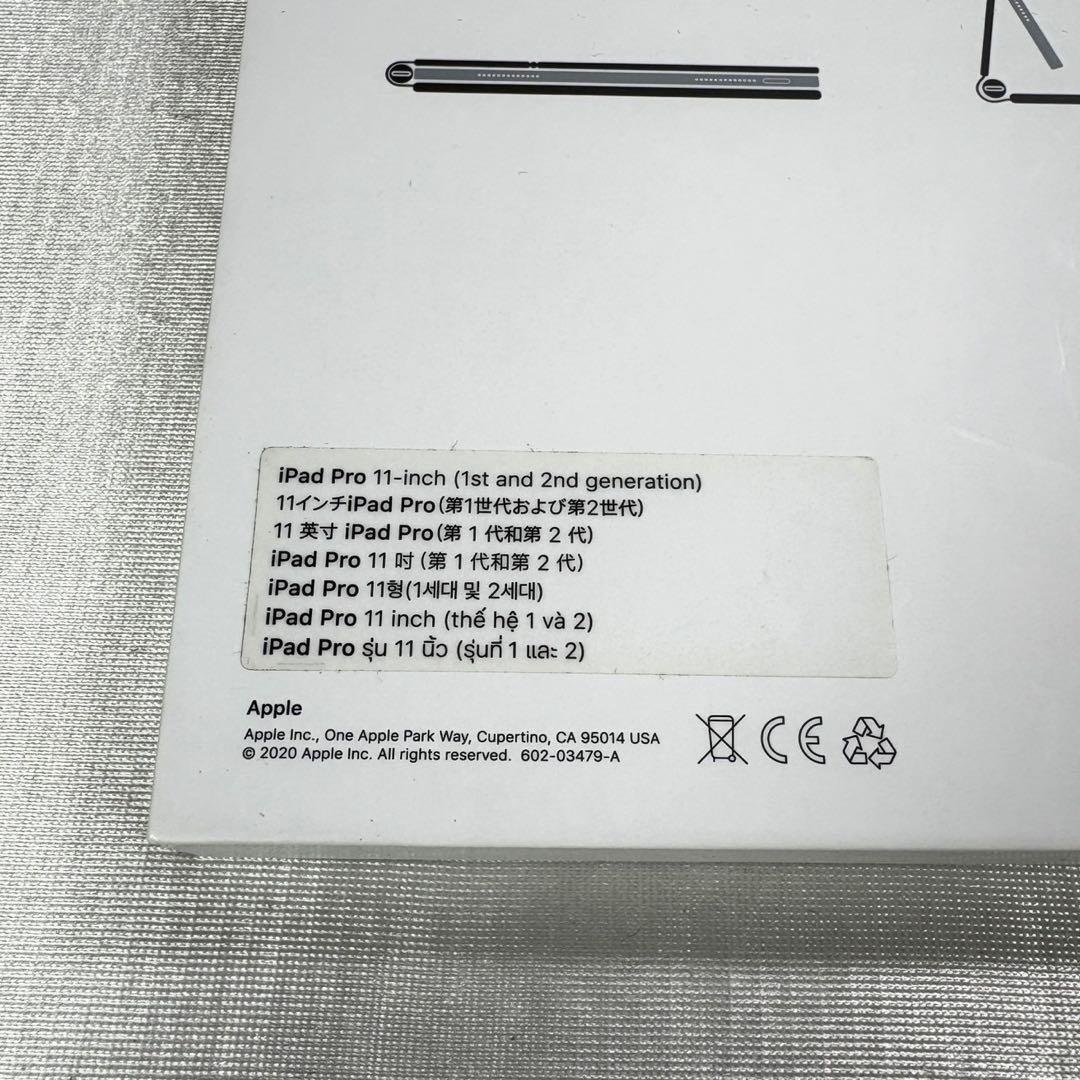 iPad Pro 11-inch (1st and 2nd generation)
11インチiPad Pro(第1世代および第2世代)
11 英寸 iPad Pro(第 1 代和第 2 代)
iPad Pro 11 吋 (第 1 代和第 2 代)
iPad Pro 11형(1세대 및 2세대)
iPad Pro 11 inch (thế hệ 1 và 2)
iPad Pro รุ่น 11 นิ้ว (รุ่นที่ 1 และ 2)
Apple
Apple Inc., One Apple Park Way, Cupertino, CA 95014 USA
© 2020 Apple Inc. All rights reserved. 602-03479-A
CE